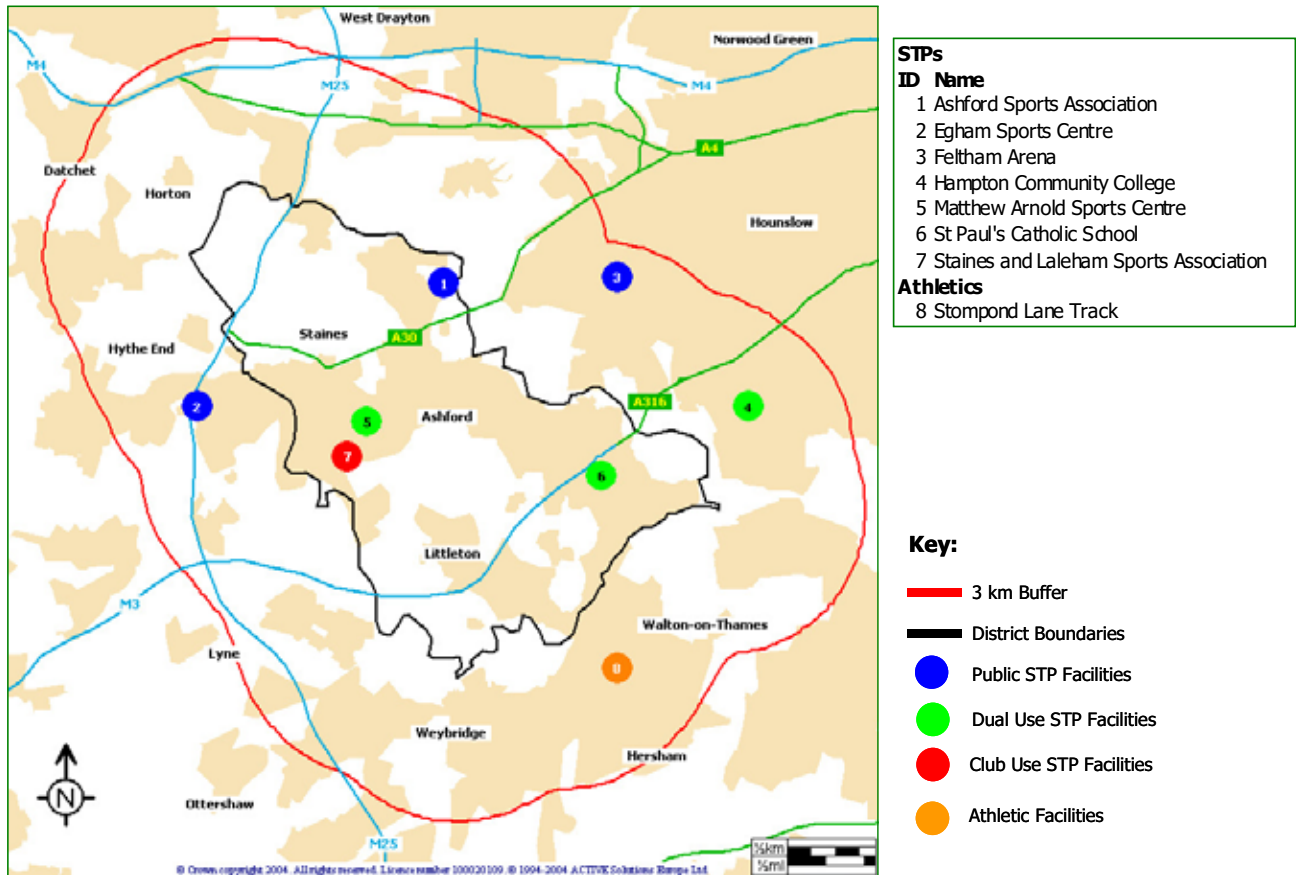 West Drayton
Norwood Green
M4
M25
M4
A4
Datchet
Horton
Hounslow
1
3
Staines
A30
Hythe End
2
A316
4
5
Ashford
7
6
Littleton
M3
Walton-on-Thames
Lyne
8
Weybridge
Hersham
N
Ottershaw
M25
½km
½ml
© Crown copyright 2004. All rights reserved. Licence number 100020109. © 1994-2004 ACTIVE Solutions Europe Ltd.
STPs
ID Name
1 Ashford Sports Association
2 Egham Sports Centre
3 Feltham Arena
4 Hampton Community College
5 Matthew Arnold Sports Centre
6 St Paul's Catholic School
7 Staines and Laleham Sports Association
Athletics
8 Stompond Lane Track
Key:
3 km Buffer
District Boundaries
Public STP Facilities
Dual Use STP Facilities
Club Use STP Facilities
Athletic Facilities